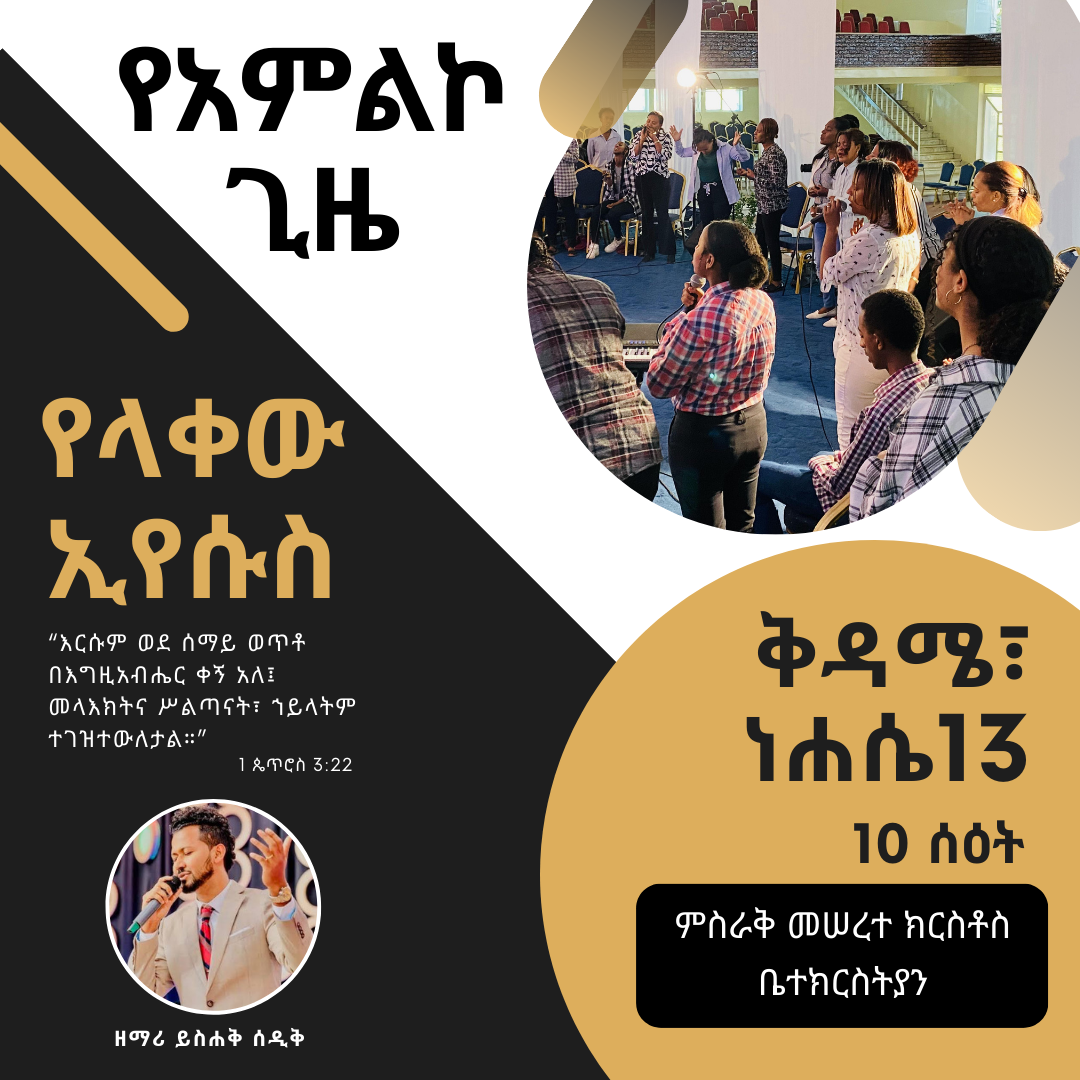 የአምልኮ
ጊዜ
የላቀው
ኢየሱስ
“እርሱም ወደ ሰማይ ወጥቶ
በእግዚአብሔር ቀኝ አለ፤
መላእክትና ሥልጣናት፣ ኀይላትም
ተገዝተውለታል።”
1 ጴጥሮስ 3:22
ዘማሪ ይስሐቅ ሰዲቅ
ቅዳሜ፣
ነሐሴ13
10 ሰዕት
ምስራቅ መሠረተ ክርስቶስ
ቤተክርስትያን